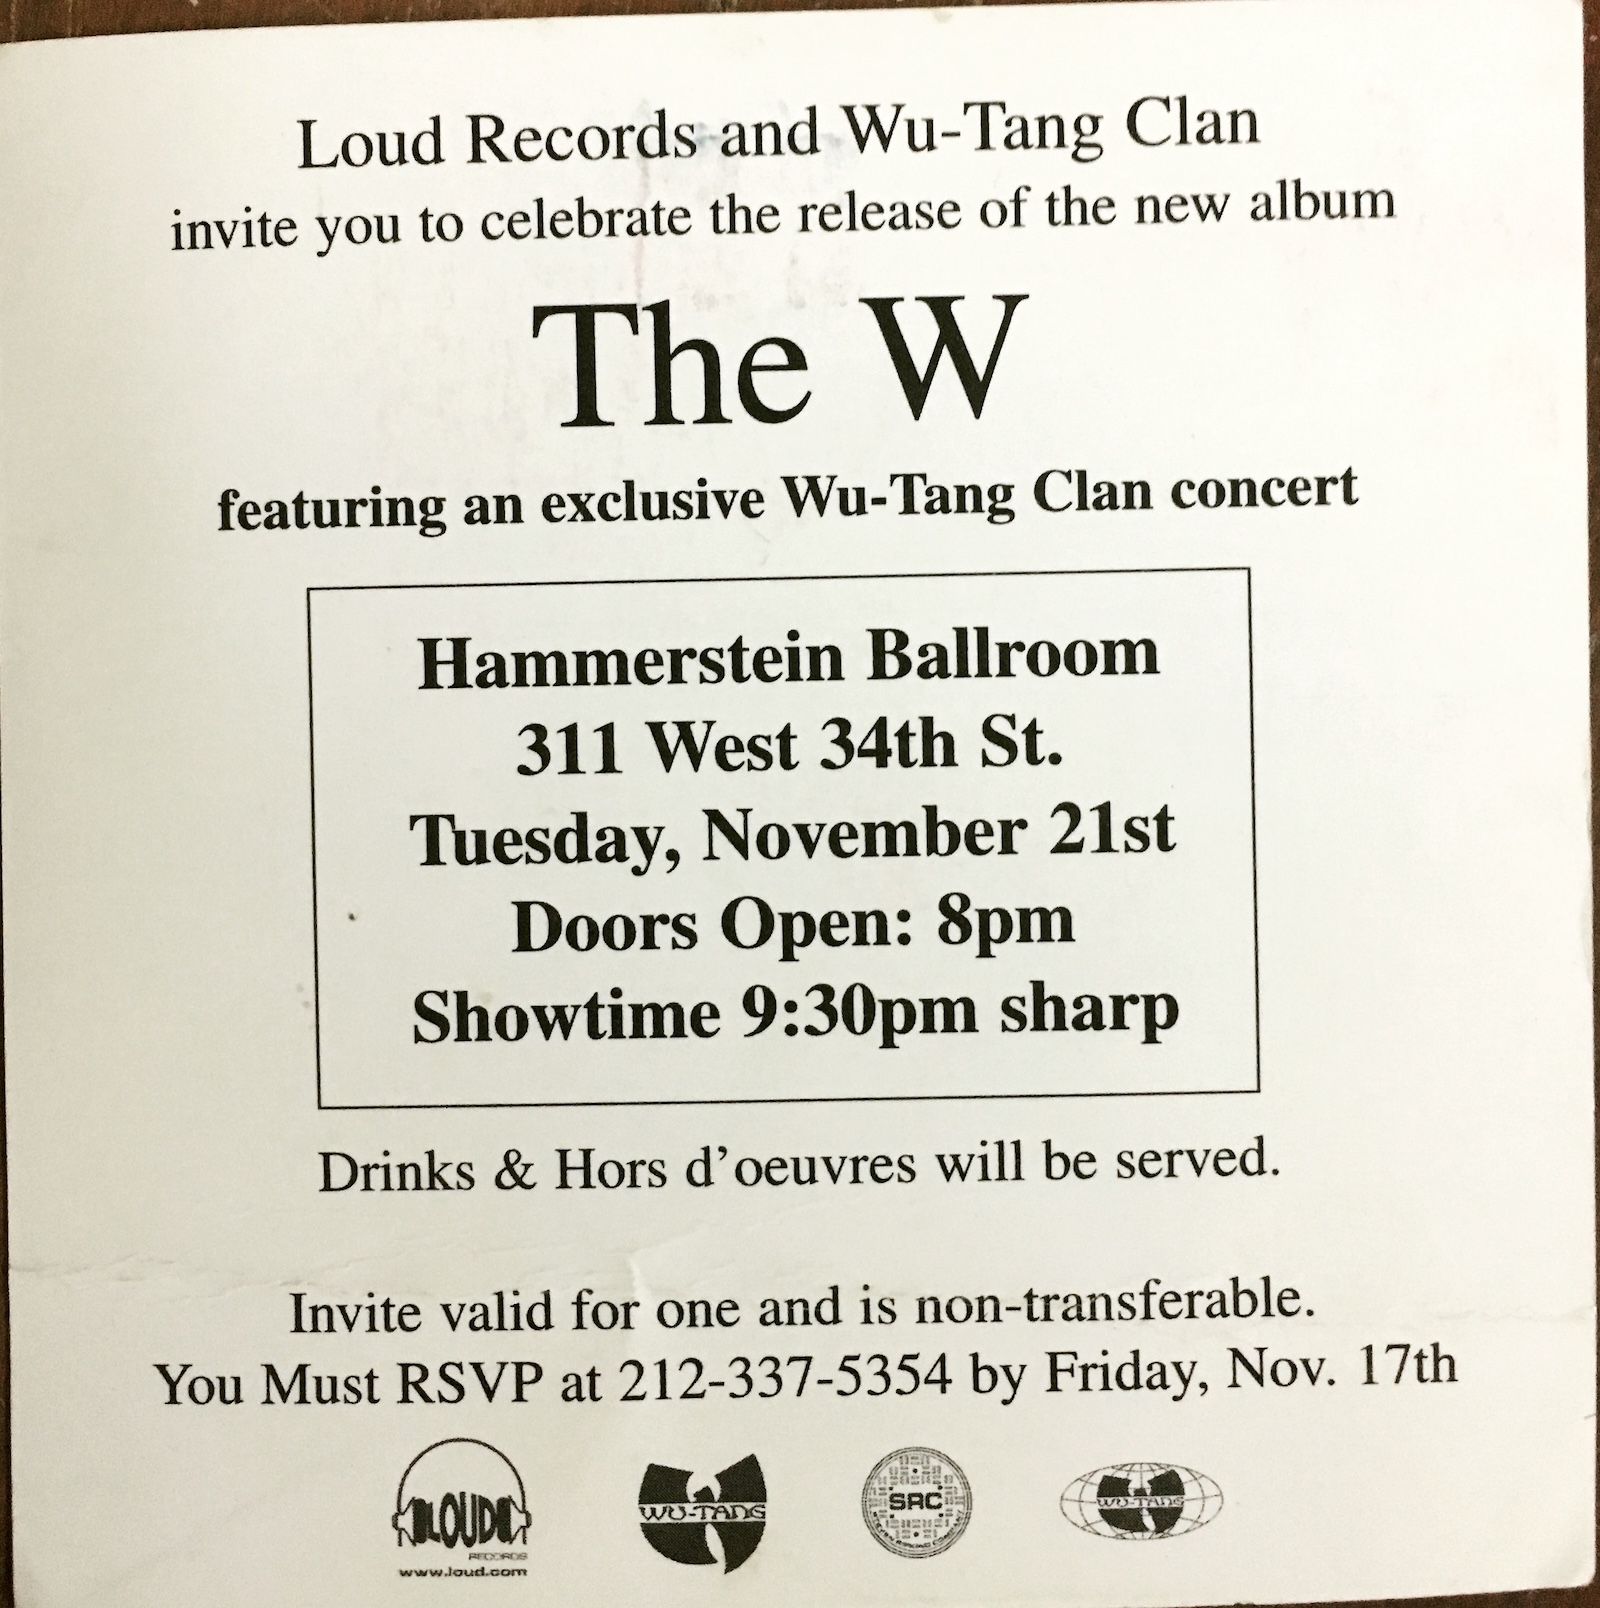 Loud Records and Wu-Tang Clan
invite you to celebrate the release of the new album
The W
featuring an exclusive Wu-Tang Clan concert
Hammerstein Ballroom
311 West 34th St.
Tuesday, November 21st
Doors Open: 8pm
Showtime 9:30pm sharp
Drinks & Hors d'oeuvres will be served.
Invite valid for one and is non-transferable.
You Must RSVP at 212-337-5354 by Friday, Nov. 17th
LOUD
RECORDS
www.loud.com
WU-TANG
SRC
WU-TANG